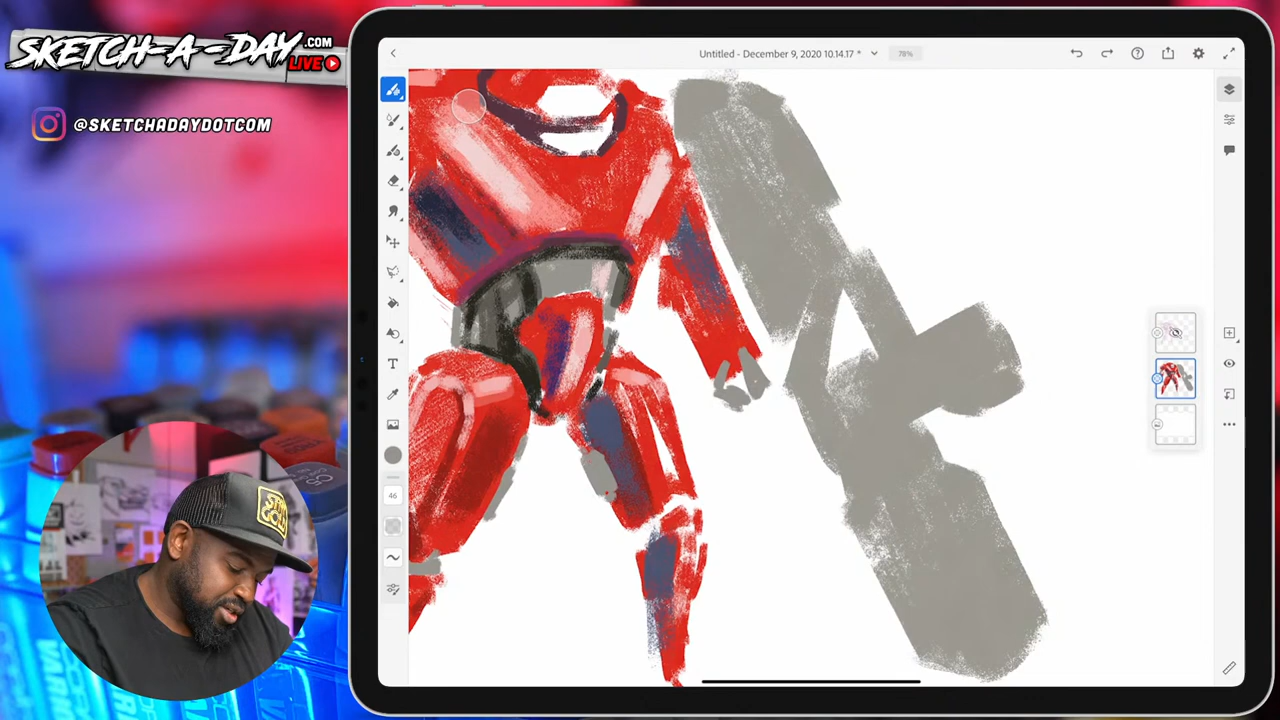 SKETCH-A-DAY.COM
LIVE
@SKETCHADAYDOTCOM
Untitled - December 9, 2020 10.14.17 *
78%
T
46